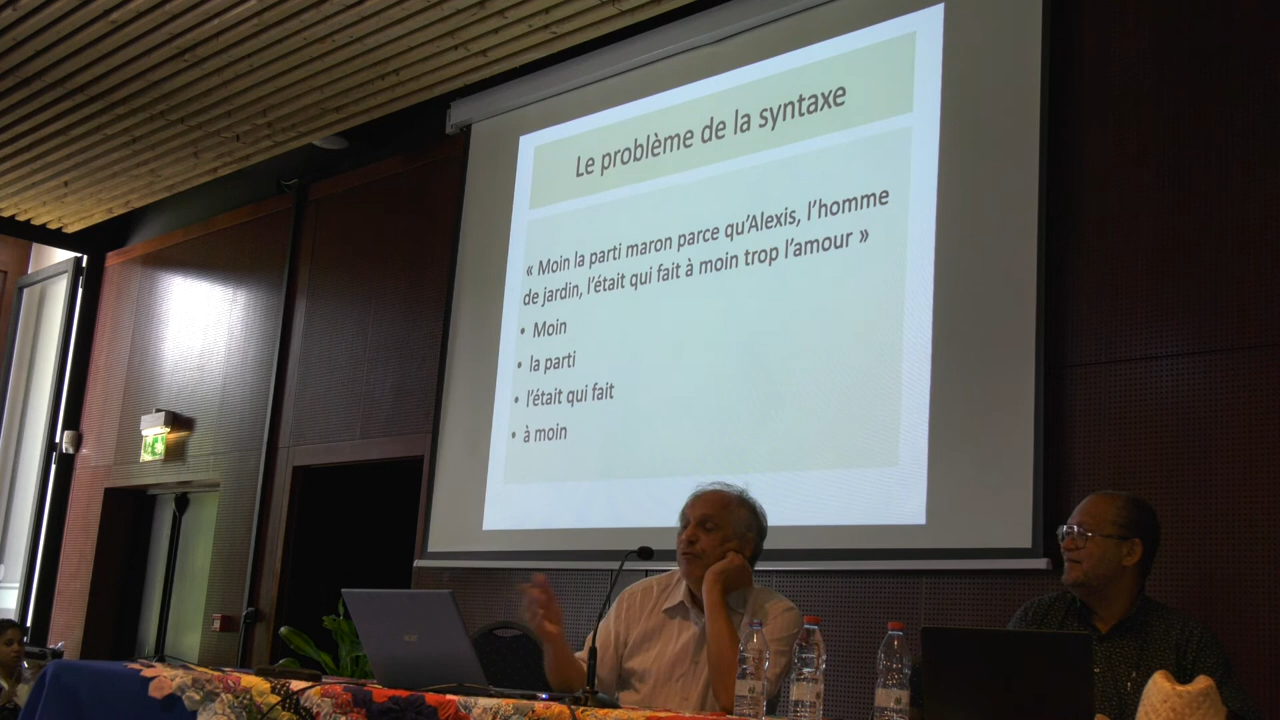 Le problème de la syntaxe
« Moin la parti maron parce qu’Alexis, l’homme
de jardin, l’était qui fait à moin trop l’amour »
• Moin
• la parti
• l’était qui fait
• à moin
acer